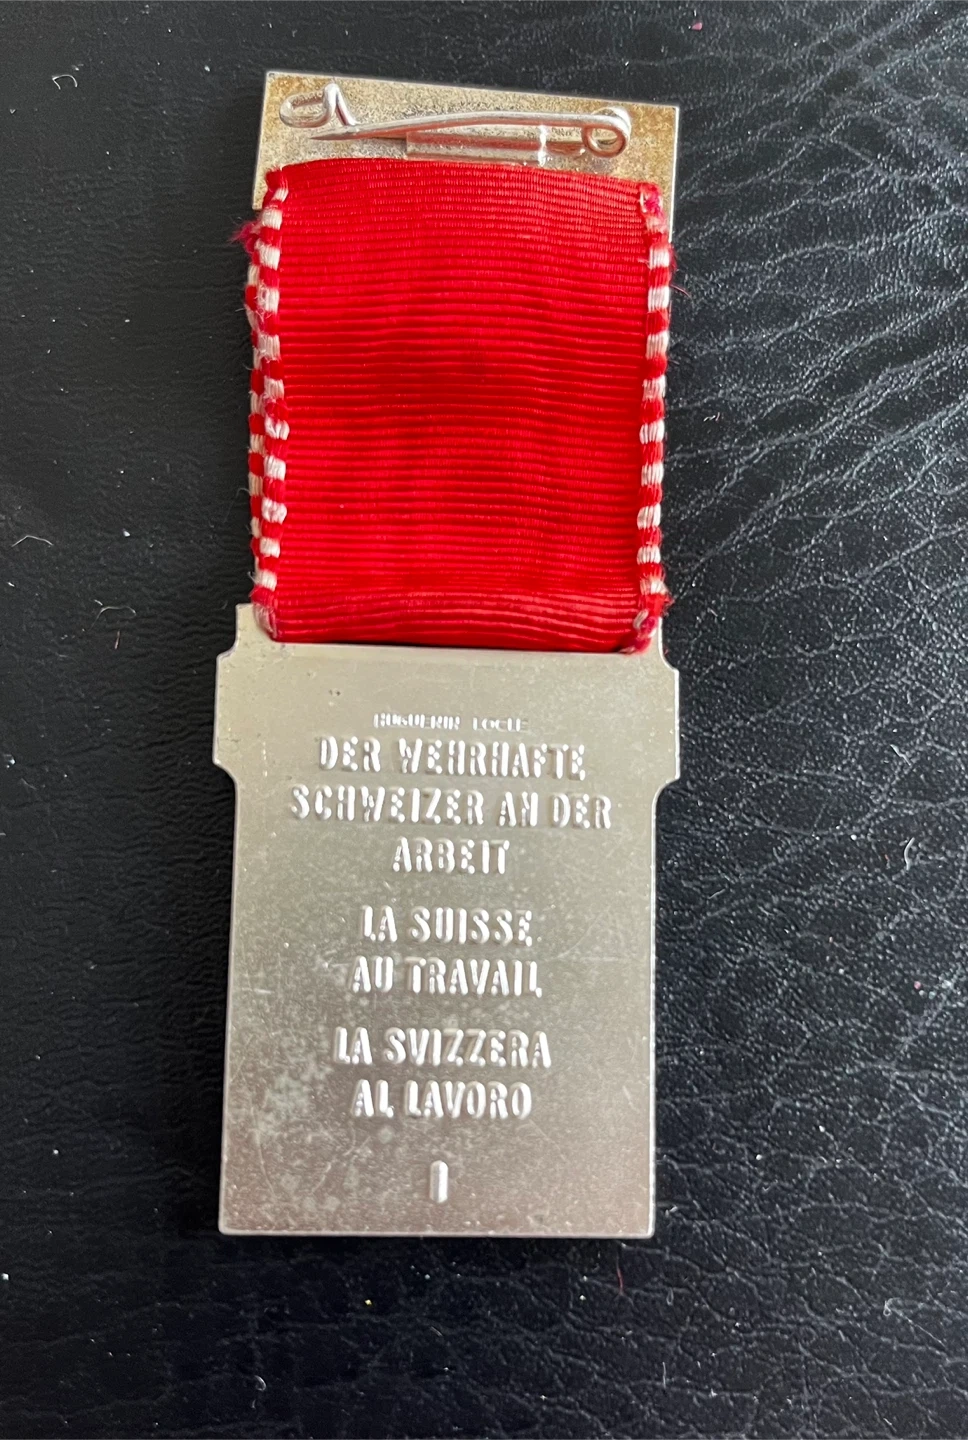 HUGUENIN LOCLE
DER WEHRHAFTE
SCHWEIZER AN DER
ARBEIT
LA SUISSE
AU TRAVAIL
LA SVIZZERA
AL LAVORO
I